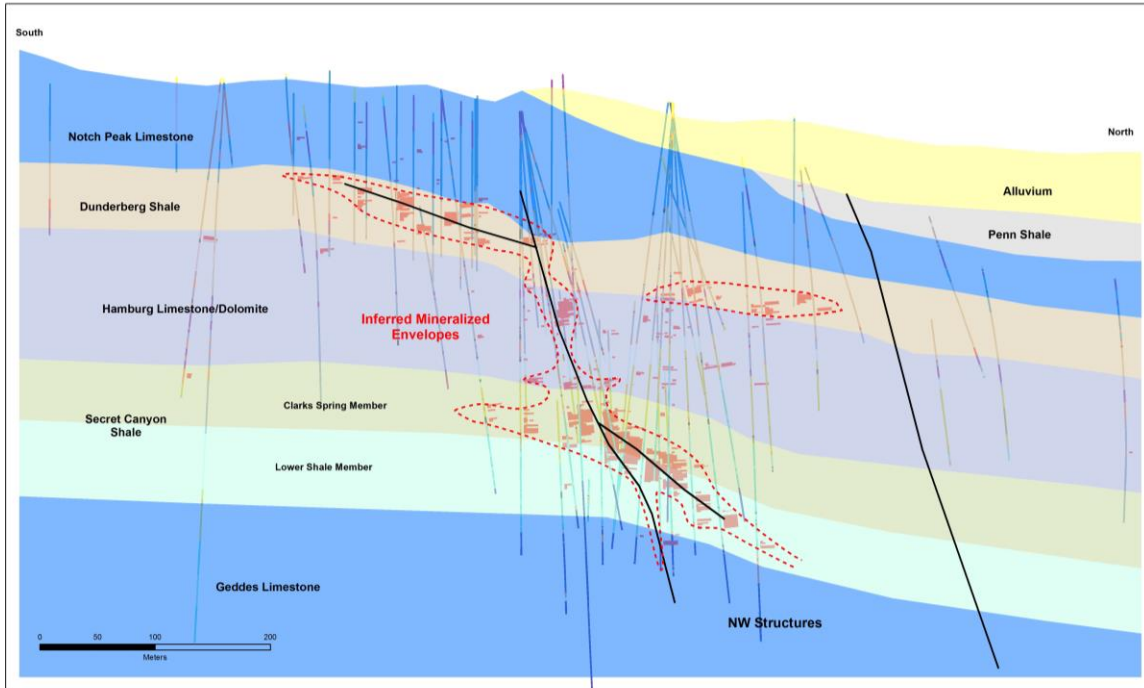 South
North
Notch Peak Limestone
Alluvium
Dunderberg Shale
Penn Shale
Hamburg Limestone/Dolomite
Inferred Mineralized
Envelopes
Clarks Spring Member
Secret Canyon
Shale
Lower Shale Member
Geddes Limestone
NW Structures
0 50 100 200
Meters